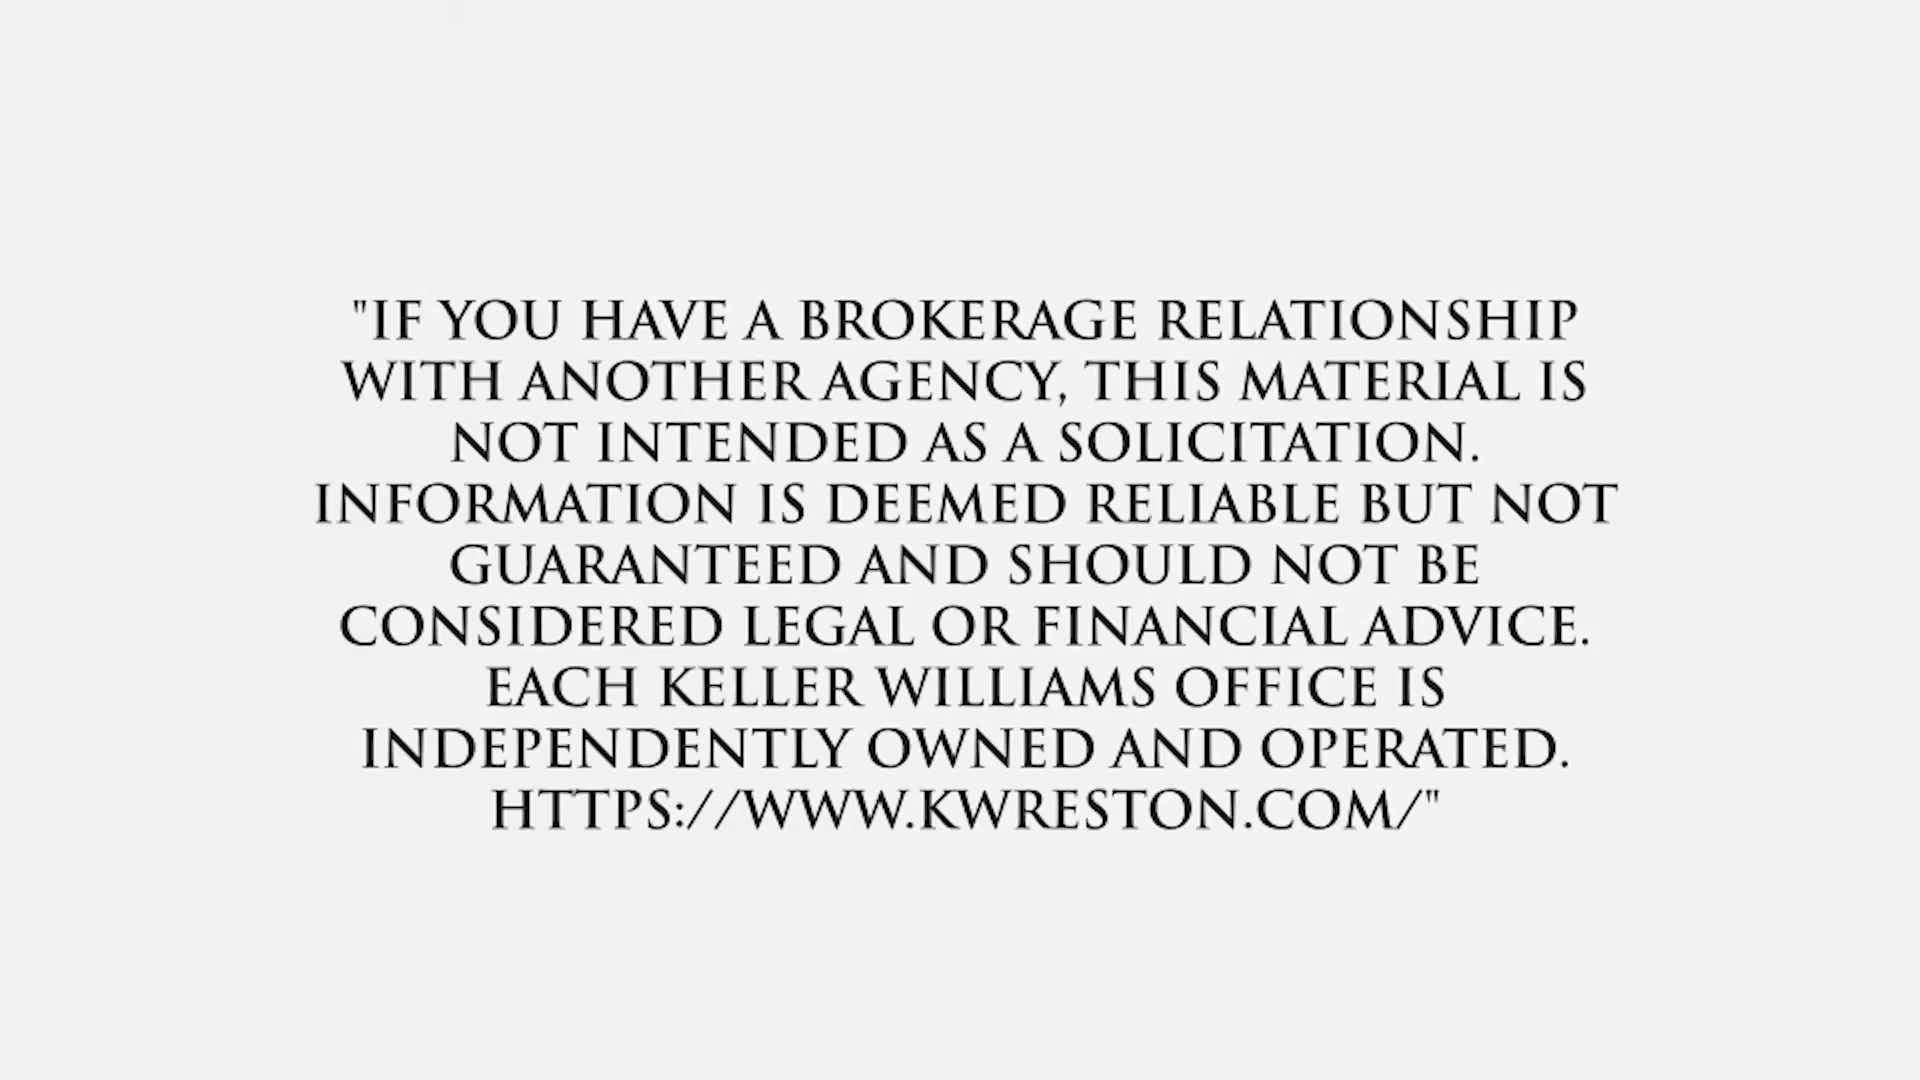 "IF YOU HAVE A BROKERAGE RELATIONSHIP
WITH ANOTHER AGENCY, THIS MATERIAL IS
NOT INTENDED AS A SOLICITATION.
INFORMATION IS DEEMED RELIABLE BUT NOT
GUARANTEED AND SHOULD NOT BE
CONSIDERED LEGAL OR FINANCIAL ADVICE.
EACH KELLER WILLIAMS OFFICE IS
INDEPENDENTLY OWNED AND OPERATED.
HTTPS://WWW.KWRESTON.COM/"